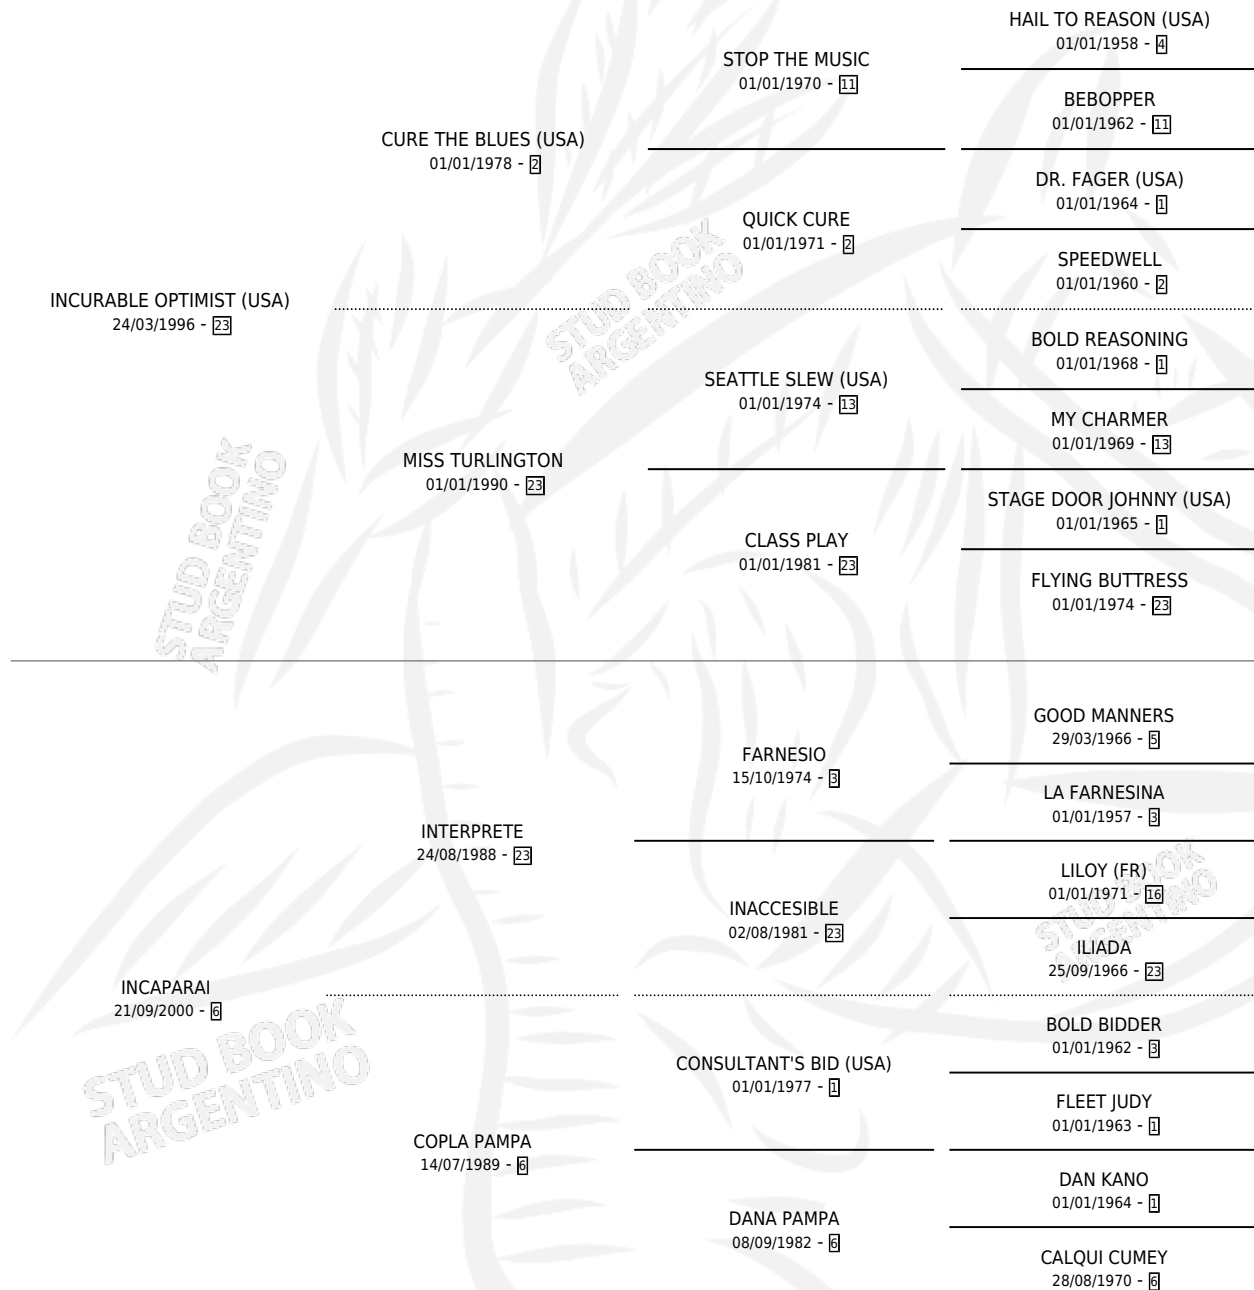 HAIL TO REASON (USA)
01/01/1958 - 4
STOP THE MUSIC
01/01/1970 - 11
BEBOPPER
01/01/1962 - 11
CURE THE BLUES (USA)
01/01/1978 - 2
DR. FAGER (USA)
01/01/1964 - 1
QUICK CURE
01/01/1971 - 2
SPEEDWELL
01/01/1960 - 2
INCURABLE OPTIMIST (USA)
24/03/1996 - 23
BOLD REASONING
01/01/1968 - 1
SEATTLE SLEW (USA)
01/01/1974 - 13
MY CHARMER
01/01/1969 - 13
MISS TURLINGTON
01/01/1990 - 23
STAGE DOOR JOHNNY (USA)
01/01/1965 - 1
CLASS PLAY
01/01/1981 - 23
FLYING BUTTRESS
01/01/1974 - 23
GOOD MANNERS
29/03/1966 - 5
FARNESIO
15/10/1974 - 3
LA FARNESINA
01/01/1957 - 3
INTERPRETE
24/08/1988 - 23
LILOY (FR)
01/01/1971 - 16
INACCESIBLE
02/08/1981 - 23
ILIADA
25/09/1966 - 23
INCAPARAI
21/09/2000 - 6
BOLD BIDDER
01/01/1962 - 3
CONSULTANT'S BID (USA)
01/01/1977 - 1
FLEET JUDY
01/01/1963 - 1
COPLA PAMPA
14/07/1989 - 6
DAN KANO
01/01/1964 - 1
DANA PAMPA
08/09/1982 - 6
CALQUI CUMEY
28/08/1970 - 6
STUD BOOK
ARGENTINO
STUD BOOK
ARGENTINO
STUD BOOK
ARGENTINO
STUD BOOK
ARGENTINO